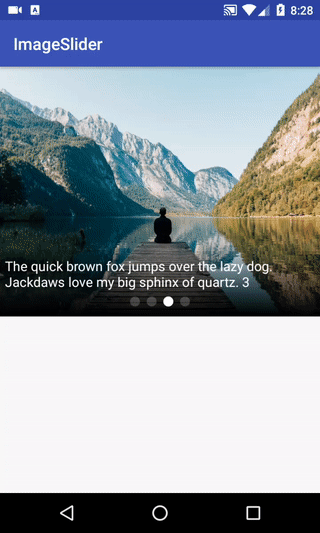 8:28
ImageSlider
The quick brown fox jumps over the lazy dog.
Jackdaws love my big sphinx of quartz. 3